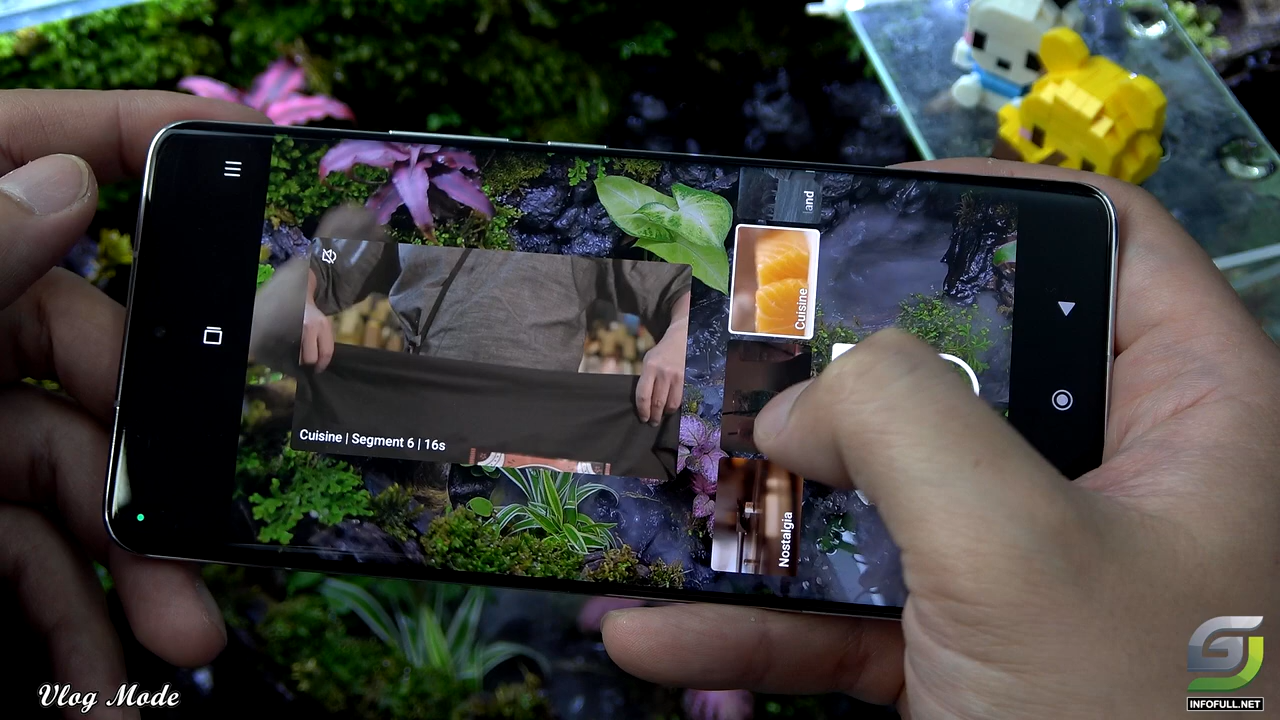 and
Cuisine
Cuisine | Segment 6 | 16s
Nostalgia
Vlog Mode
INFOFULL.NET